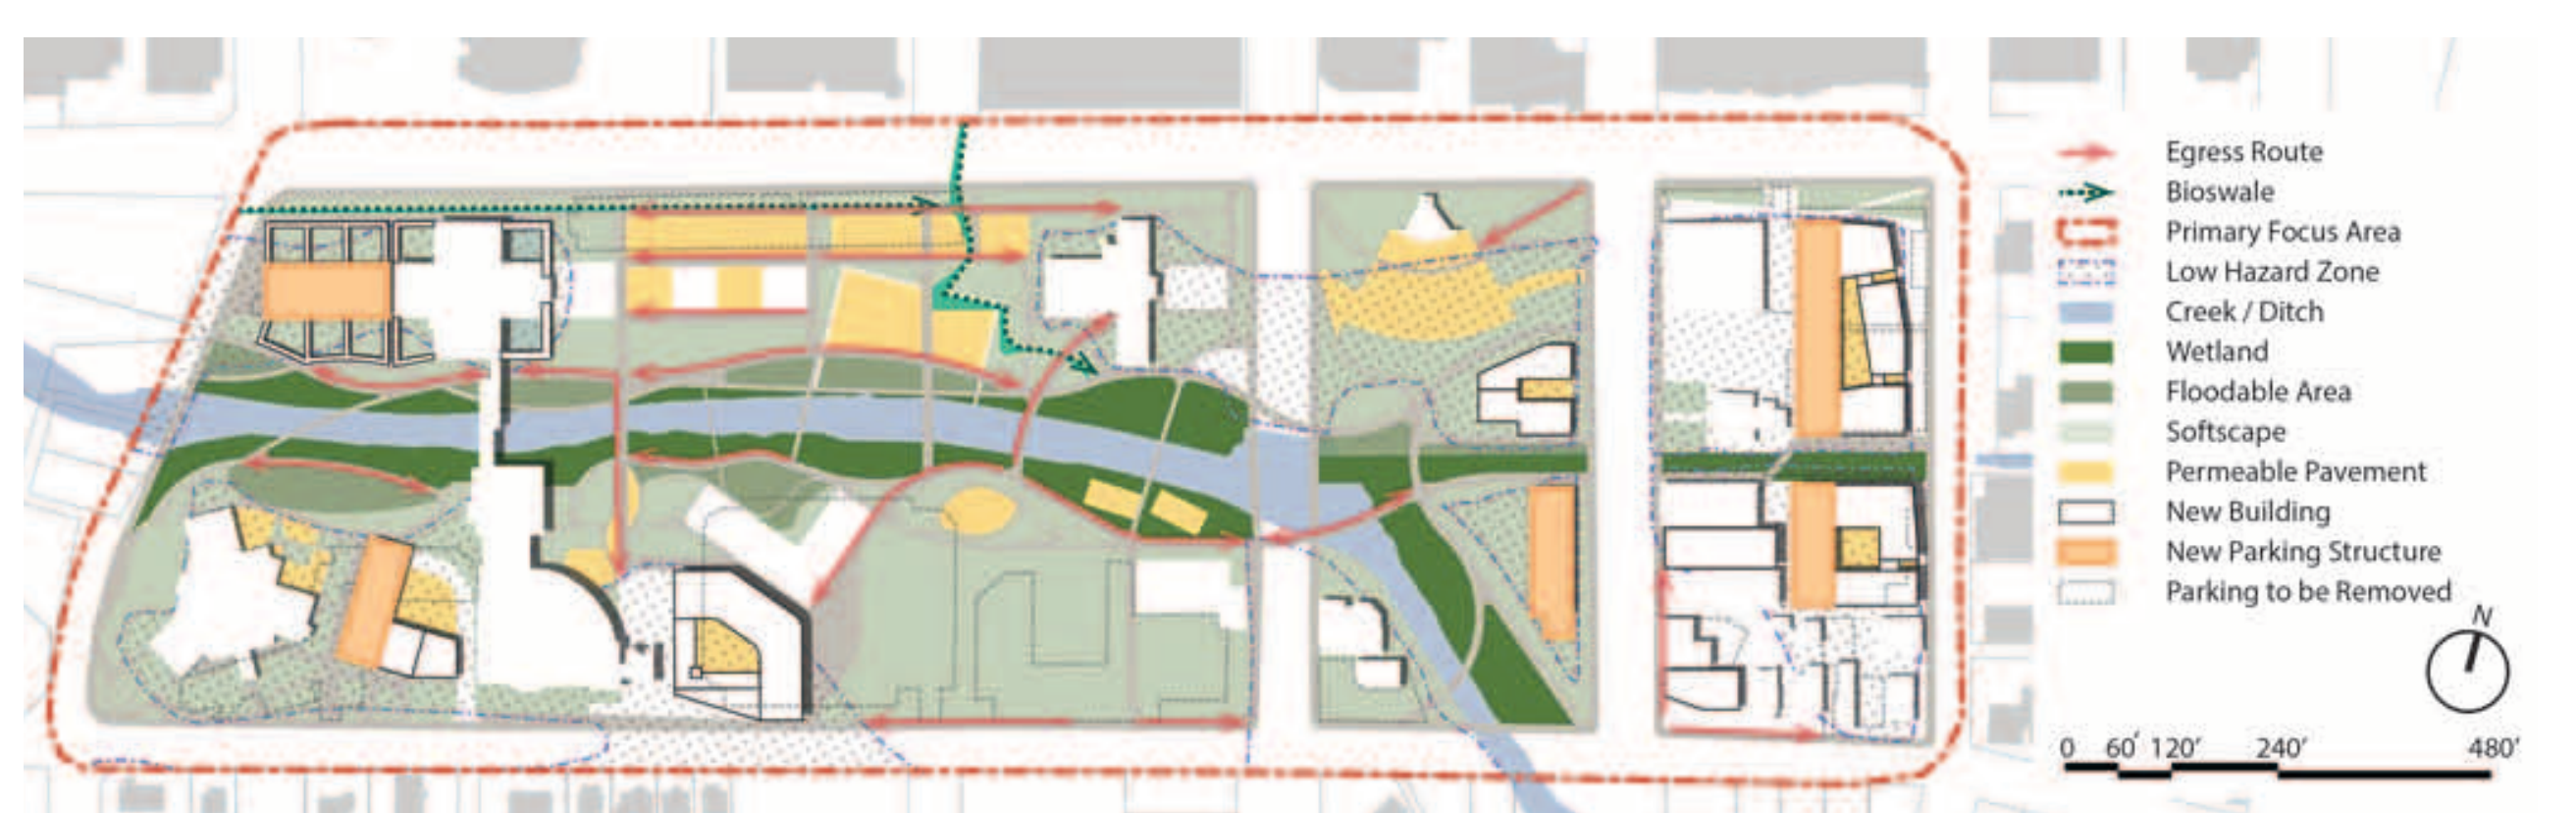 Egress Route
Bioswale
Primary Focus Area
Low Hazard Zone
Creek / Ditch
Wetland
Floodable Area
Softscape
Permeable Pavement
New Building
New Parking Structure
Parking to be Removed
N
0 60′ 120′ 240′ 480′